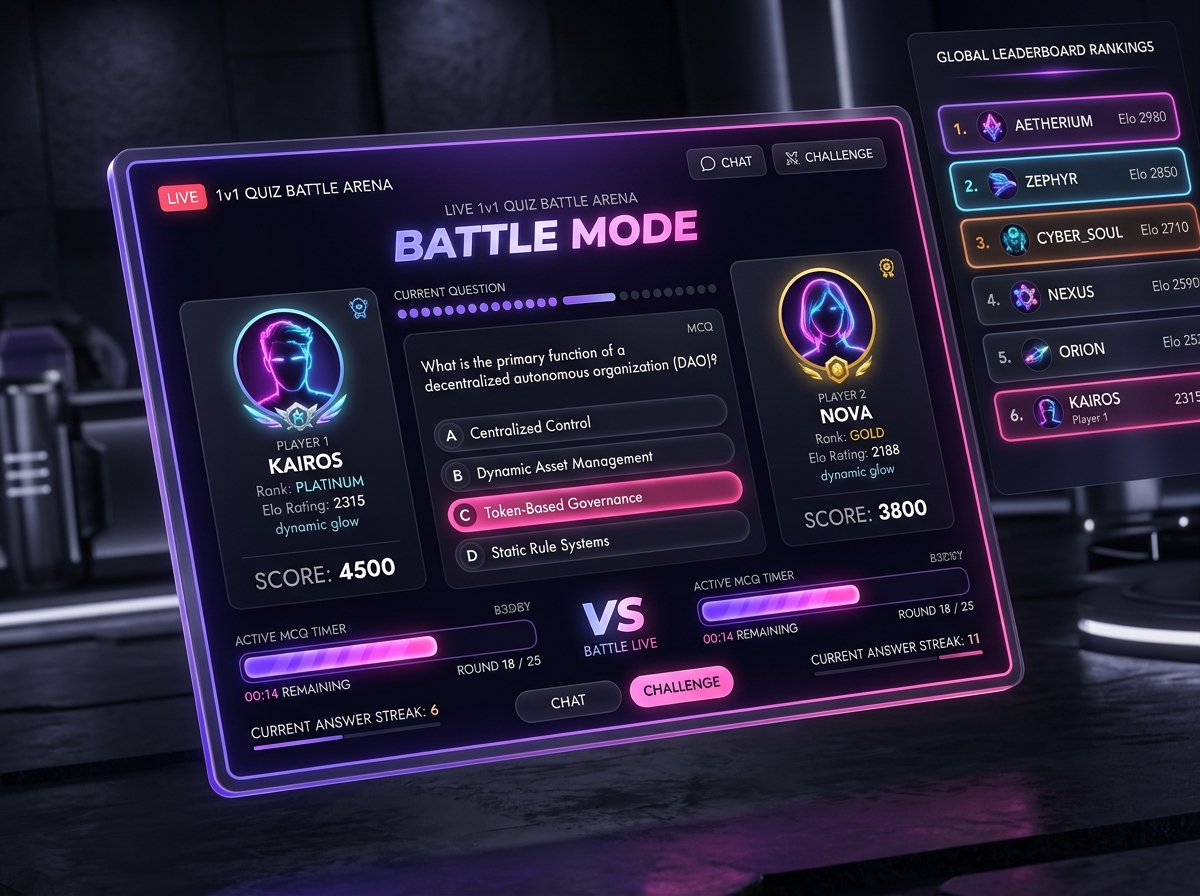 LIVE 1v1 QUIZ BATTLE ARENA
CHAT
CHALLENGE
LIVE 1v1 QUIZ BATTLE ARENA
BATTLE MODE
PLAYER 1
KAIROS
Rank: PLATINUM
Elo Rating: 2315
dynamic glow
SCORE: 4500
CURRENT QUESTION
MCQ
What is the primary function of a
decentralized autonomous organization (DAO)?
A Centralized Control
B Dynamic Asset Management
C Token-Based Governance
D Static Rule Systems
PLAYER 2
NOVA
Rank: GOLD
Elo Rating: 2188
dynamic glow
SCORE: 3800
ACTIVE MCQ TIMER
00:14 REMAINING
ROUND 18 / 25
CURRENT ANSWER STREAK: 6
VS
BATTLE LIVE
CHAT
CHALLENGE
ACTIVE MCQ TIMER
00:14 REMAINING
ROUND 18 / 25
CURRENT ANSWER STREAK: 11
GLOBAL LEADERBOARD RANKINGS
1. AETHERIUM Elo 2980
2. ZEPHYR Elo 2850
3. CYBER_SOUL Elo 2710
4. NEXUS Elo 2590
5. ORION Elo
6. KAIROS 2315
Player 1